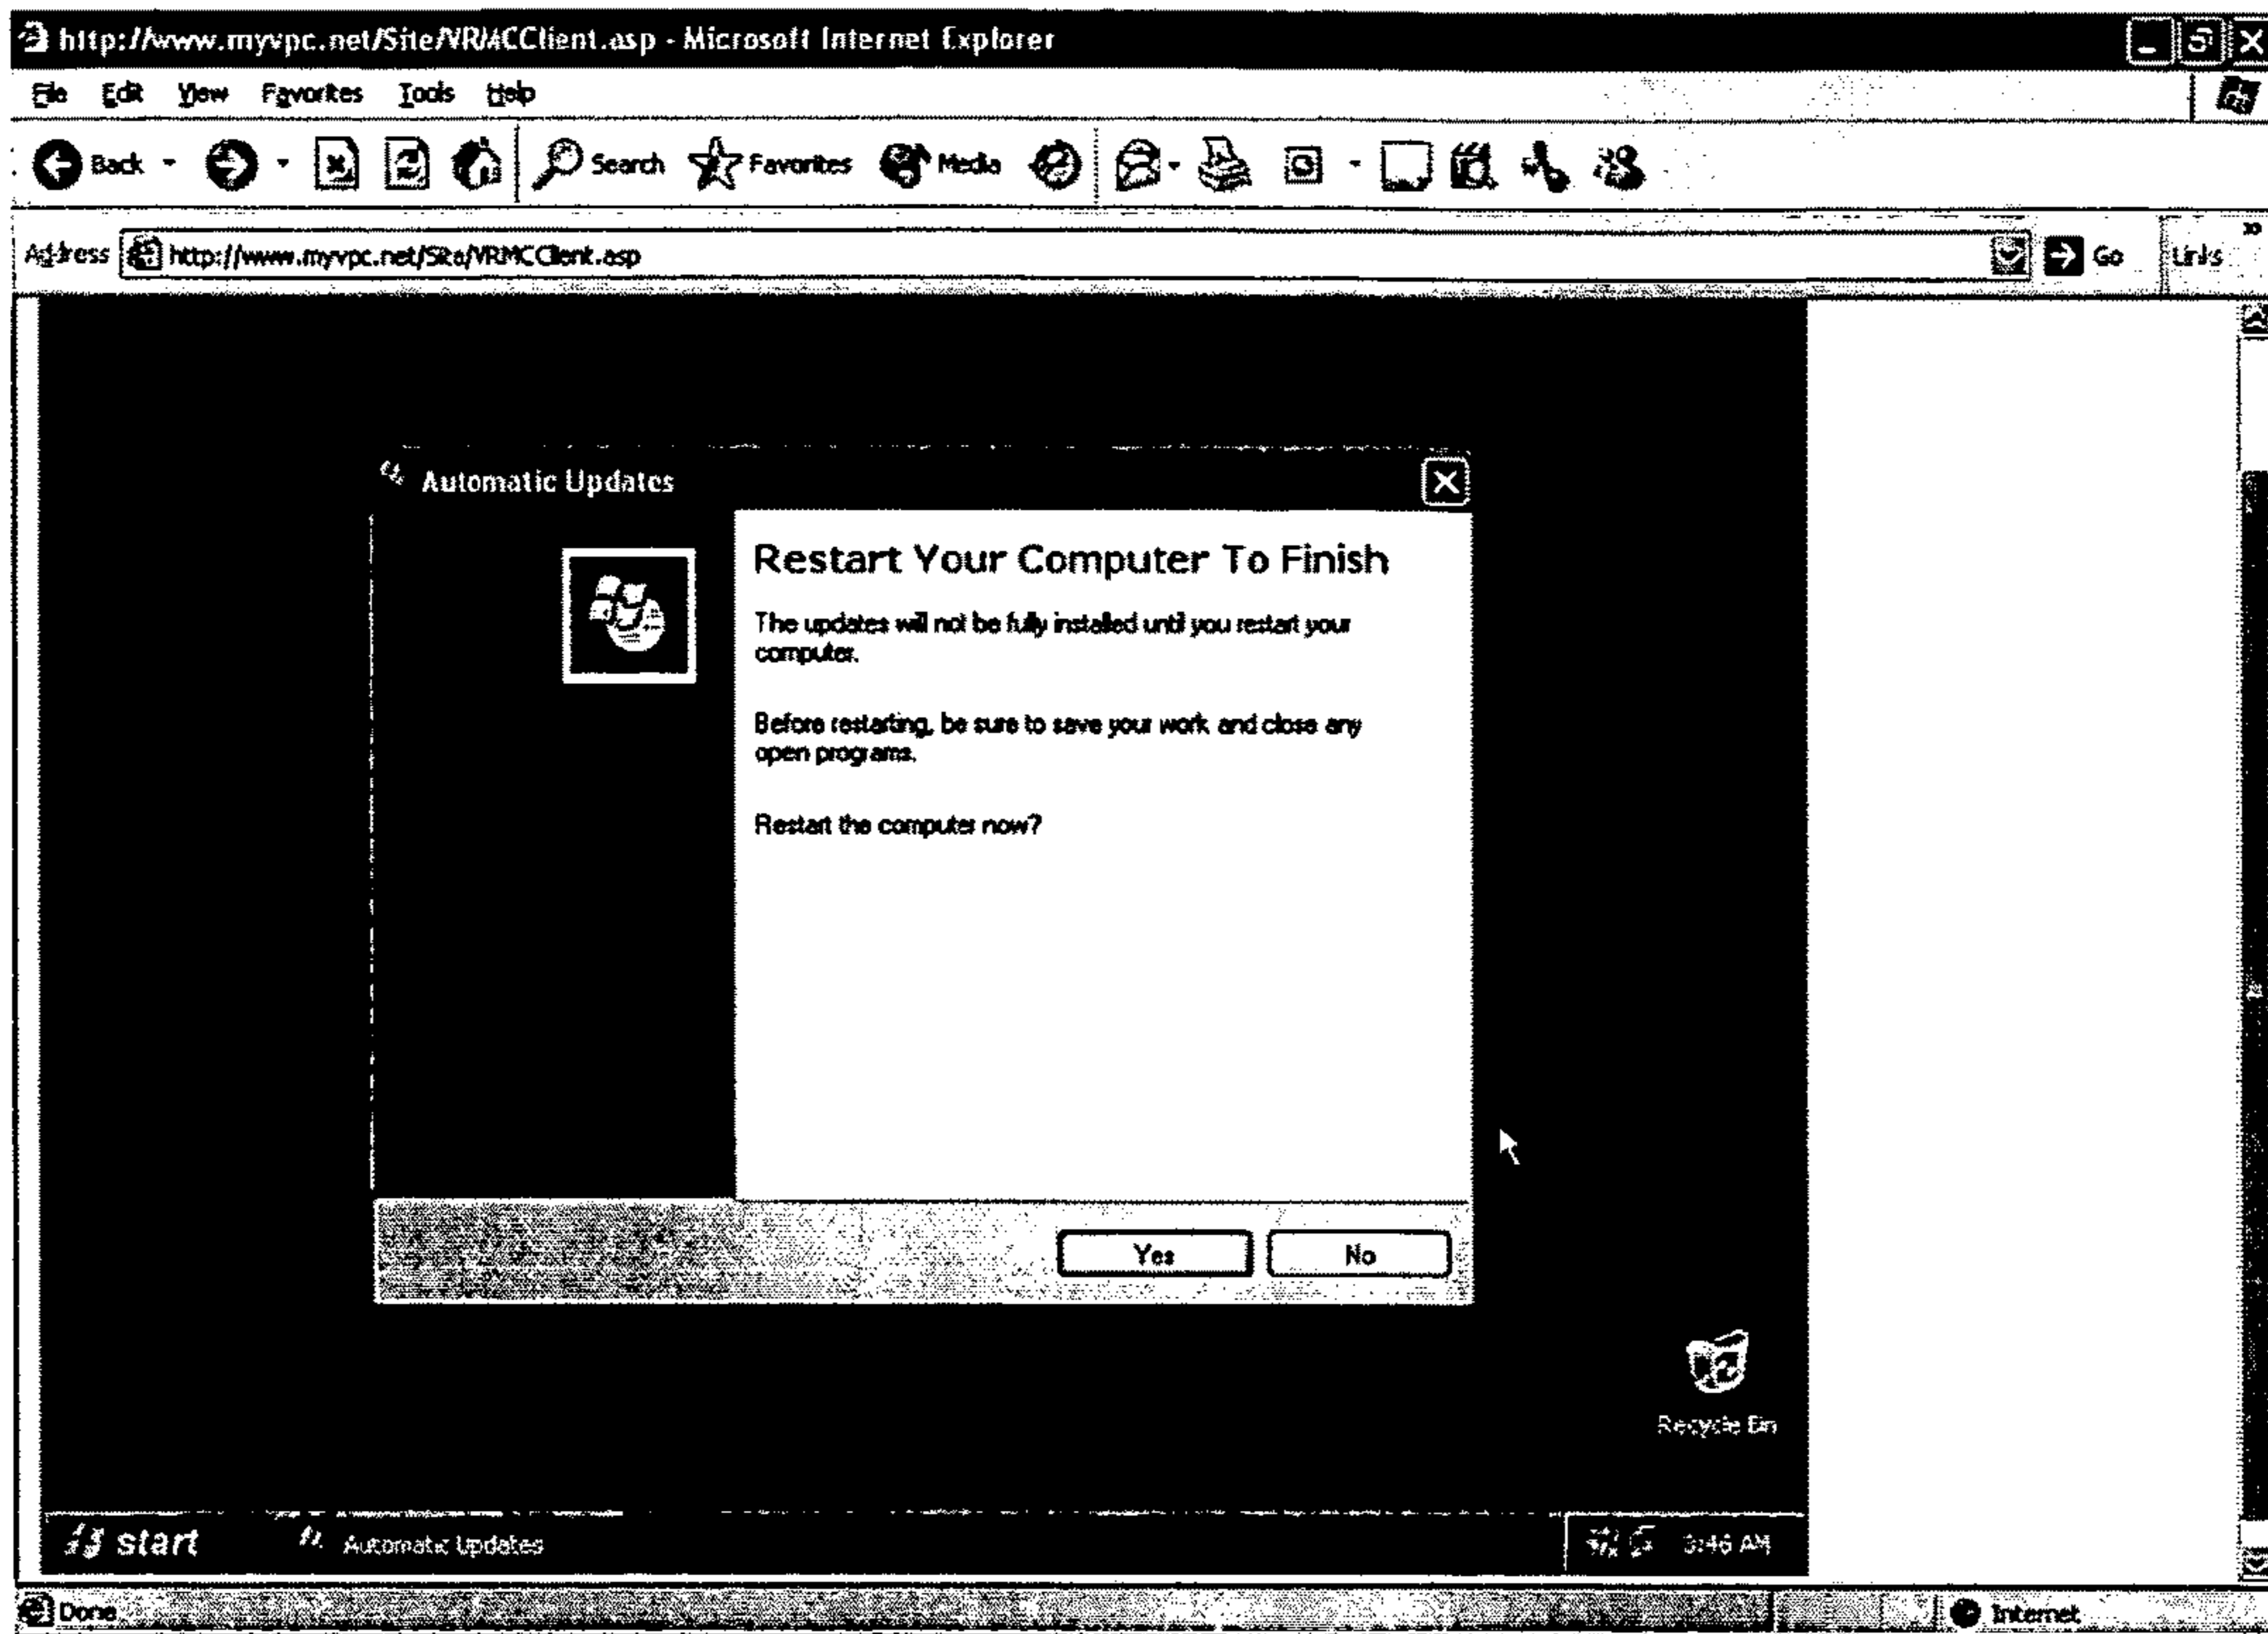 http://www.myvpc.net/Site/VRMCClient.asp - Microsoft Internet Explorer
File Edit View Favorites Tools Help
Back Search Favorites Media
Address http://www.myvpc.net/Site/VRMCClient.asp Go Links
Automatic Updates
Restart Your Computer To Finish
The updates will not be fully installed until you restart your
computer.
Before restarting, be sure to save your work and close any
open programs.
Restart the computer now?
Yes No
Recycle Bin
start Automatic Updates 3:46 AM
Done Internet